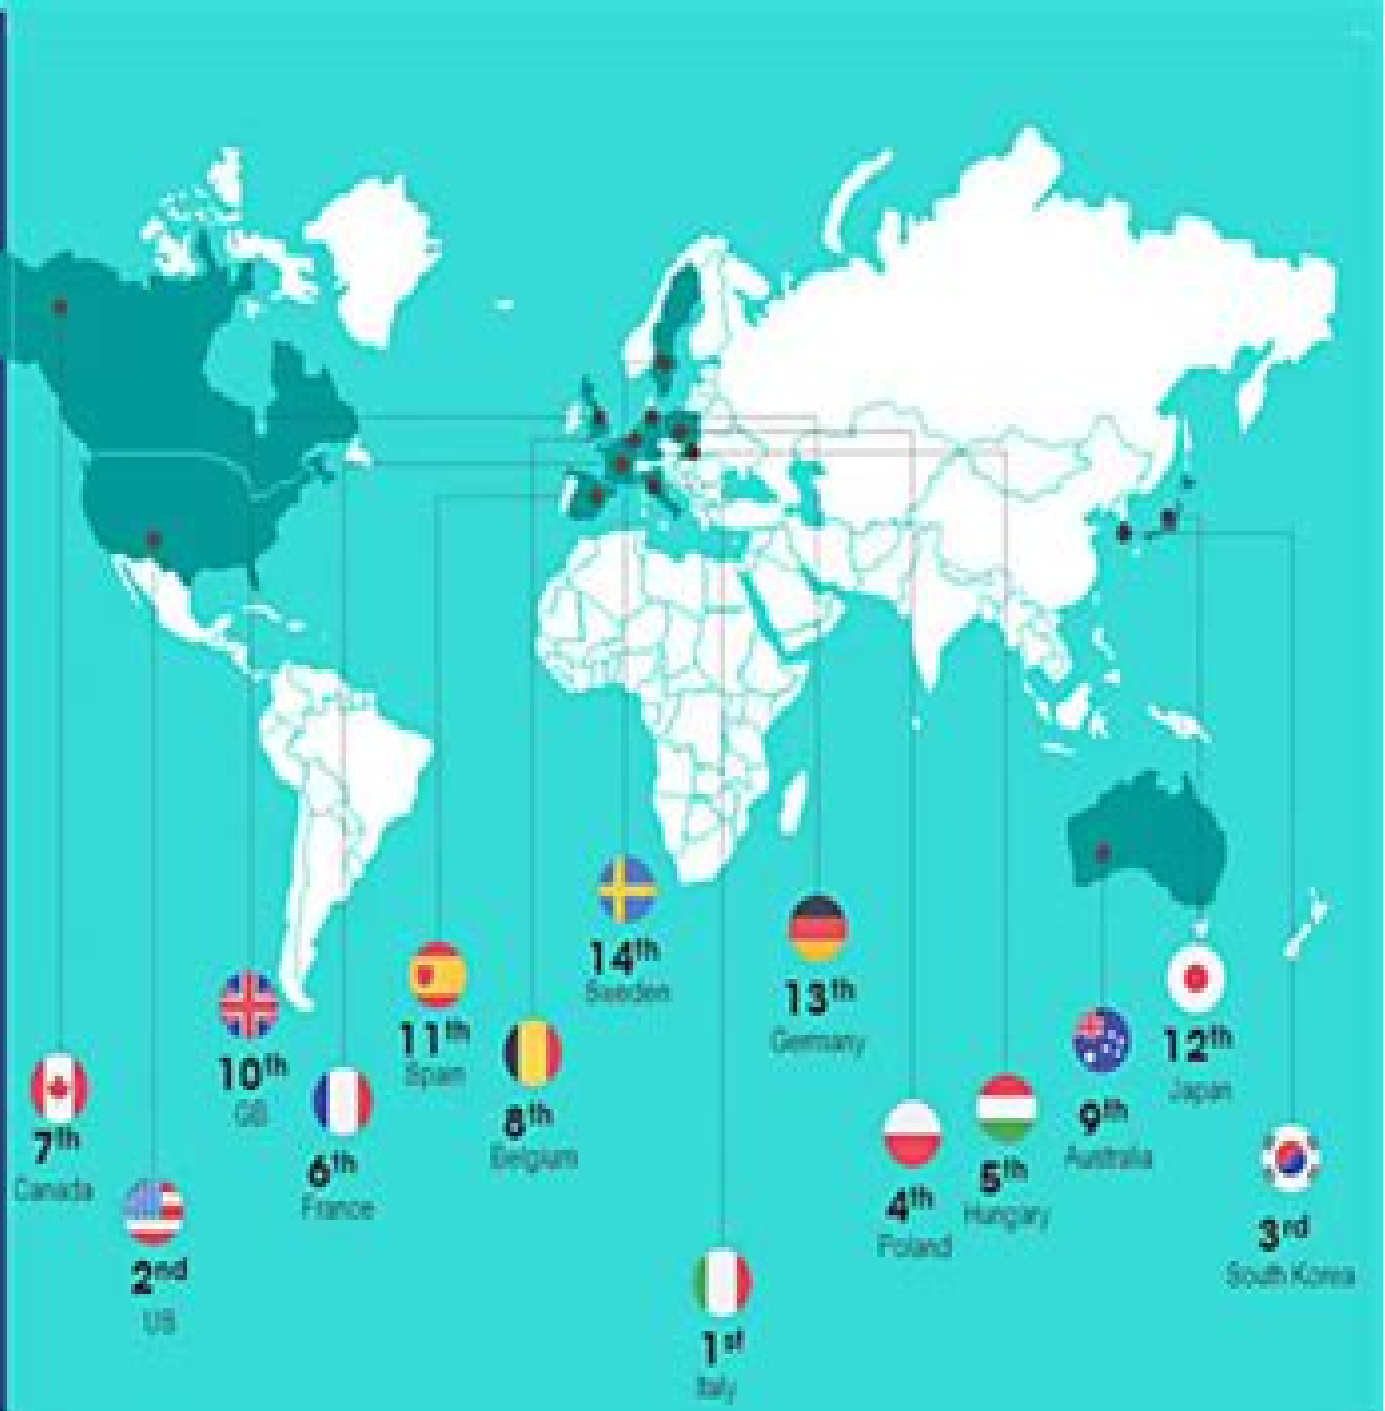 14th
Sweden
13th
Germany
11th
Spain
12th
Japan
10th
GB
8th
Belgium
9th
Australia
7th
Canada
6th
France
5th
Hungary
4th
Poland
3rd
South Korea
2nd
US
1st
Italy